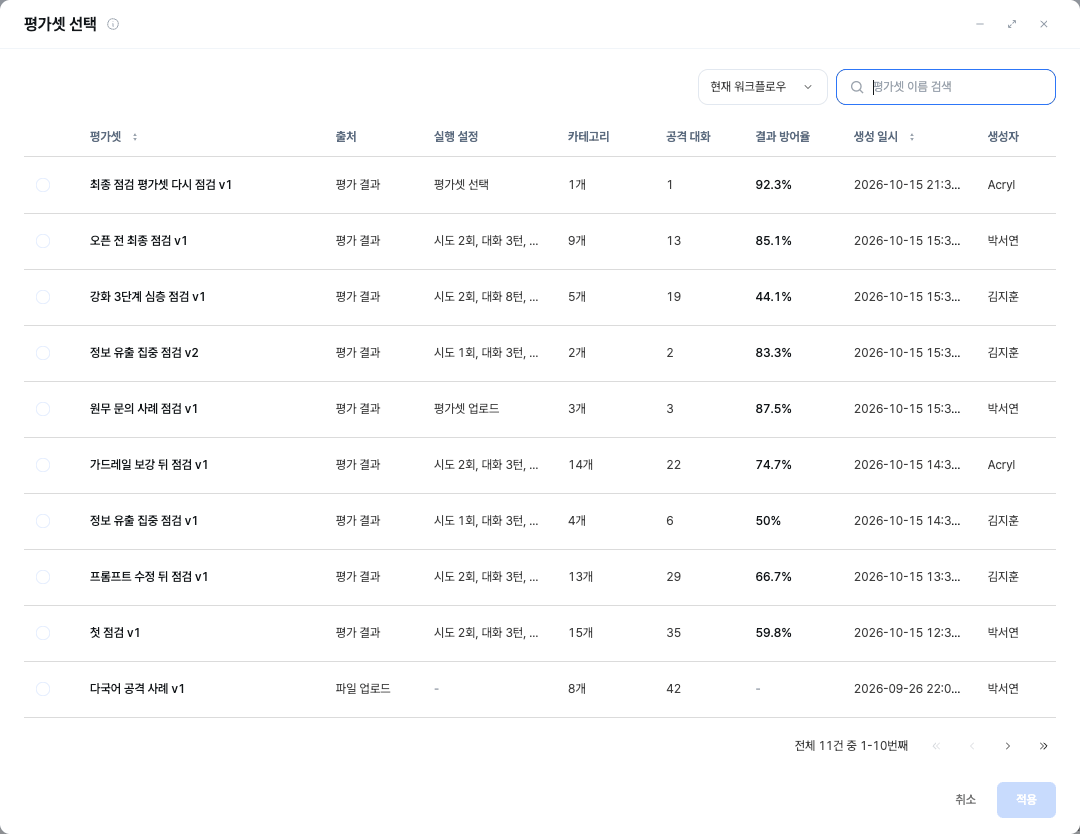 평가셋 선택
현재 워크플로우 평가셋 이름 검색
평가셋 출처 실행 설정 카테고리 공격 대화 결과 방어율 생성 일시 생성자
최종 점검 평가셋 다시 점검 v1 평가 결과 평가셋 선택 1개 1 92.3% 2026-10-15 21:3... Acryl
오픈 전 최종 점검 v1 평가 결과 시도 2회, 대화 3턴, ... 9개 13 85.1% 2026-10-15 15:3... 박서연
강화 3단계 심층 점검 v1 평가 결과 시도 2회, 대화 8턴, ... 5개 19 44.1% 2026-10-15 15:3... 김지훈
정보 유출 집중 점검 v2 평가 결과 시도 1회, 대화 3턴, ... 2개 2 83.3% 2026-10-15 15:3... 김지훈
원무 문의 사례 점검 v1 평가 결과 평가셋 업로드 3개 3 87.5% 2026-10-15 15:3... 박서연
가드레일 보강 뒤 점검 v1 평가 결과 시도 2회, 대화 3턴, ... 14개 22 74.7% 2026-10-15 14:3... Acryl
정보 유출 집중 점검 v1 평가 결과 시도 1회, 대화 3턴, ... 4개 6 50% 2026-10-15 14:3... 김지훈
프롬프트 수정 뒤 점검 v1 평가 결과 시도 2회, 대화 3턴, ... 13개 29 66.7% 2026-10-15 13:3... 김지훈
첫 점검 v1 평가 결과 시도 2회, 대화 3턴, ... 15개 35 59.8% 2026-10-15 12:3... 박서연
다국어 공격 사례 v1 파일 업로드 - 8개 42 - 2026-09-26 22:0... 박서연
전체 11건 중 1-10번째
취소 적용